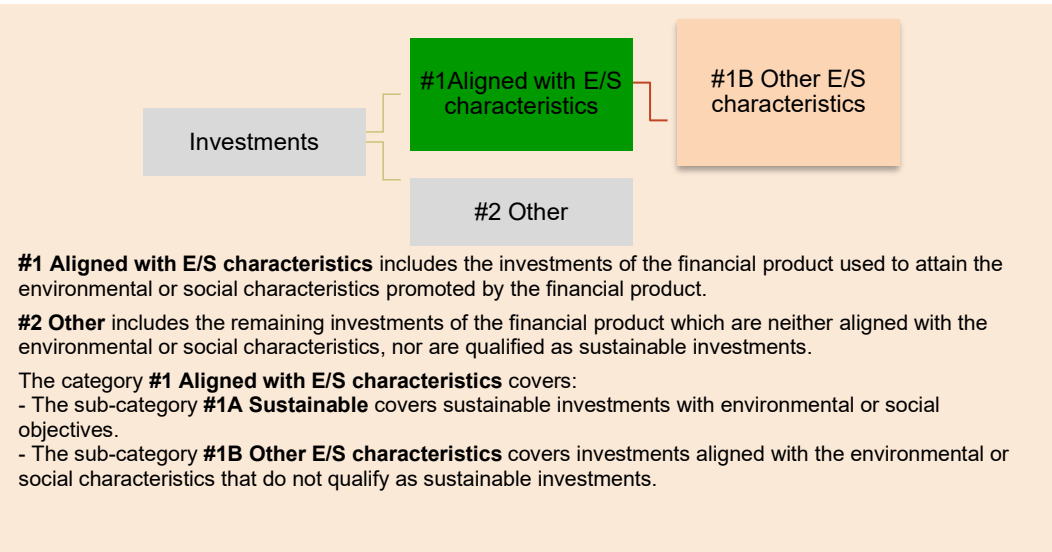 #1Aligned with E/S
characteristics
#1B Other E/S
characteristics
Investments
#2 Other
#1 Aligned with E/S characteristics includes the investments of the financial product used to attain the
environmental or social characteristics promoted by the financial product.
#2 Other includes the remaining investments of the financial product which are neither aligned with the
environmental or social characteristics, nor are qualified as sustainable investments.
The category #1 Aligned with E/S characteristics covers:
- The sub-category #1A Sustainable covers sustainable investments with environmental or social
objectives.
- The sub-category #1B Other E/S characteristics covers investments aligned with the environmental or
social characteristics that do not qualify as sustainable investments.